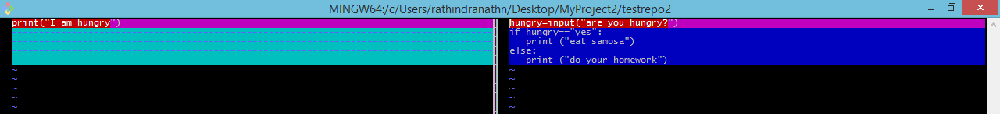 MINGW64:/c/Users/rathindranathn/Desktop/MyProject2/testrepo2
print("I am hungry")
~
~
~
~
~
hungry=input("are you hungry?")
if hungry=="yes":
   print ("eat samosa")
else:
   print ("do your homework")
~
~
~
~
~